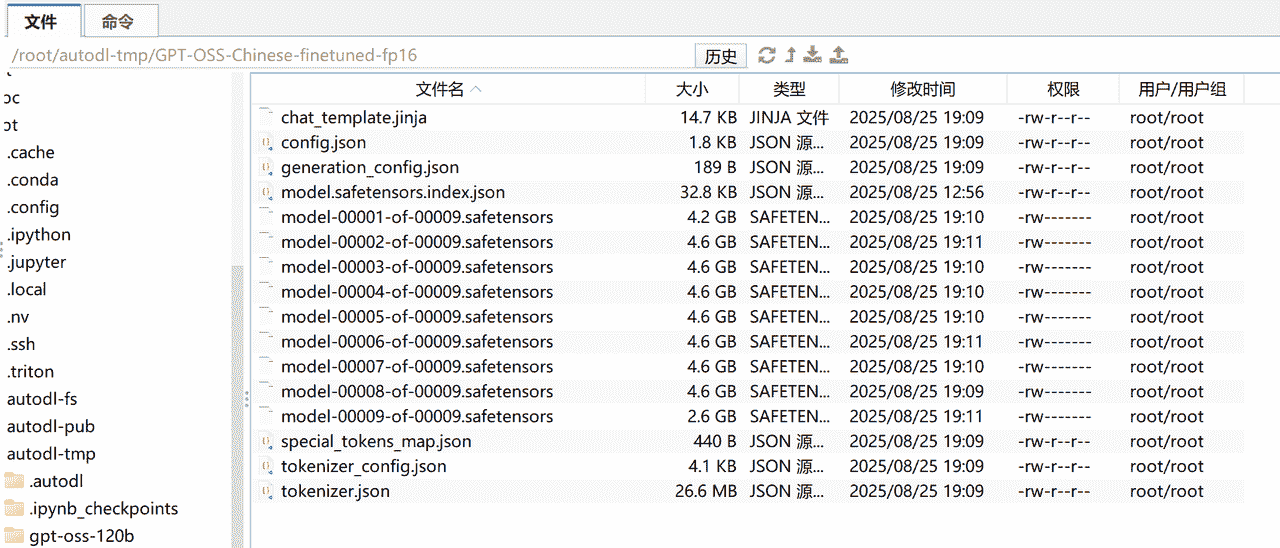 文件 命令
/root/autodl-tmp/GPT-OSS-Chinese-finetuned-fp16 历史
文件名 大小 类型 修改时间 权限 用户/用户组
oc
ot
.cache
.conda
.config
.ipython
.jupyter
.local
.nv
.ssh
.triton
autodl-fs
autodl-pub
autodl-tmp
.autodl
.ipynb_checkpoints
gpt-oss-120b
chat_template.jinja 14.7 KB JINJA 文件 2025/08/25 19:09 -rw-r--r-- root/root
config.json 1.8 KB JSON 源... 2025/08/25 19:09 -rw-r--r-- root/root
generation_config.json 189 B JSON 源... 2025/08/25 19:09 -rw-r--r-- root/root
model.safetensors.index.json 32.8 KB JSON 源... 2025/08/25 12:56 -rw-r--r-- root/root
model-00001-of-00009.safetensors 4.2 GB SAFETEN... 2025/08/25 19:10 -rw------- root/root
model-00002-of-00009.safetensors 4.6 GB SAFETEN... 2025/08/25 19:11 -rw------- root/root
model-00003-of-00009.safetensors 4.6 GB SAFETEN... 2025/08/25 19:10 -rw------- root/root
model-00004-of-00009.safetensors 4.6 GB SAFETEN... 2025/08/25 19:10 -rw------- root/root
model-00005-of-00009.safetensors 4.6 GB SAFETEN... 2025/08/25 19:10 -rw------- root/root
model-00006-of-00009.safetensors 4.6 GB SAFETEN... 2025/08/25 19:11 -rw------- root/root
model-00007-of-00009.safetensors 4.6 GB SAFETEN... 2025/08/25 19:10 -rw------- root/root
model-00008-of-00009.safetensors 4.6 GB SAFETEN... 2025/08/25 19:09 -rw------- root/root
model-00009-of-00009.safetensors 2.6 GB SAFETEN... 2025/08/25 19:11 -rw------- root/root
special_tokens_map.json 440 B JSON 源... 2025/08/25 19:09 -rw-r--r-- root/root
tokenizer_config.json 4.1 KB JSON 源... 2025/08/25 19:09 -rw-r--r-- root/root
tokenizer.json 26.6 MB JSON 源... 2025/08/25 19:09 -rw-r--r-- root/root